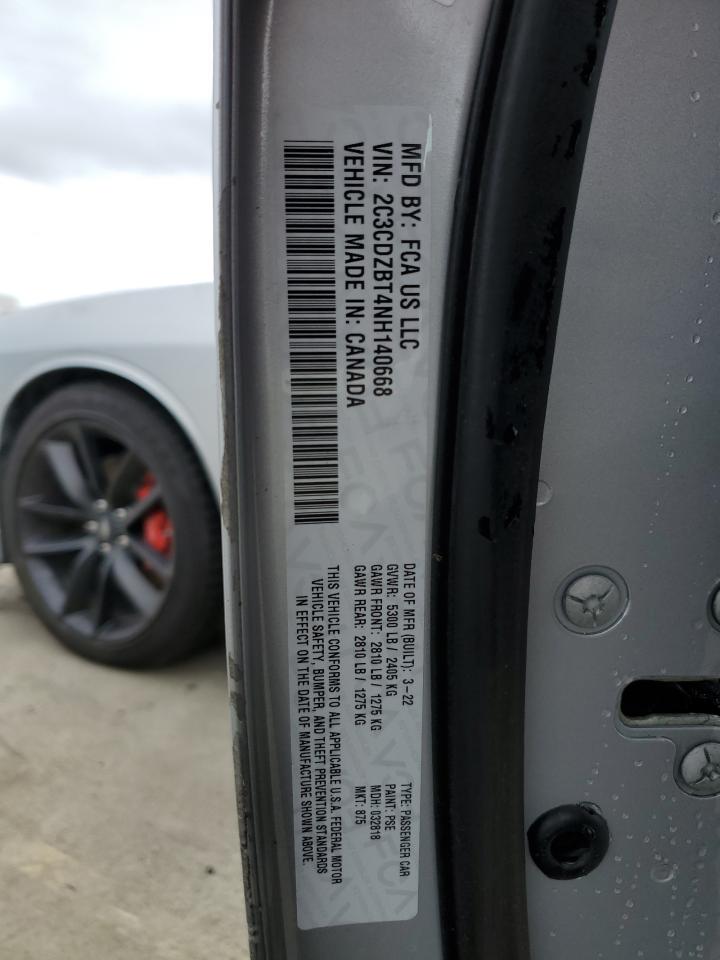 MFD BY: FCA US LLC
VIN: 2C3CDZBT4NH140668
VEHICLE MADE IN: CANADA
DATE OF MFR (BUILT): 3-22
GVWR: 5300 LB / 2405 KG
GAWR FRONT: 2810 LB / 1275 KG
GAWR REAR: 2810 LB / 1275 KG
TYPE: PASSENGER CAR
PAINT: PSE
MDH: 032818
MKT: 875
THIS VEHICLE CONFORMS TO ALL APPLICABLE U.S.A. FEDERAL MOTOR
VEHICLE SAFETY, BUMPER, AND THEFT PREVENTION STANDARDS
IN EFFECT ON THE DATE OF MANUFACTURE SHOWN ABOVE.